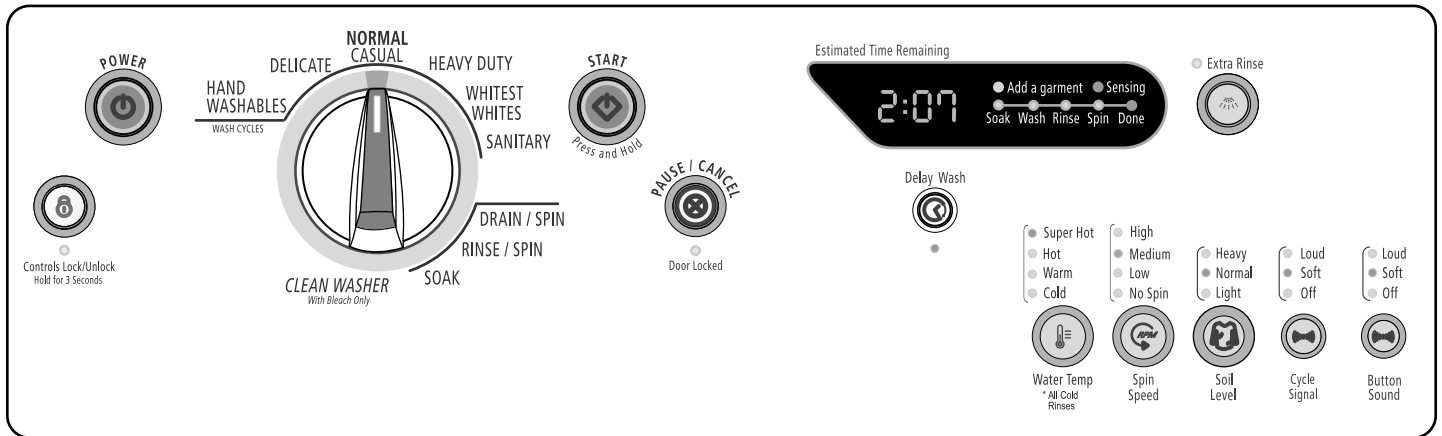 POWER
Controls Lock/Unlock
Hold for 3 Seconds
HAND
WASHABLES
WASH CYCLES
DELICATE
NORMAL
CASUAL
HEAVY DUTY
WHITEST
WHITES
SANITARY
DRAIN / SPIN
RINSE / SPIN
SOAK
CLEAN WASHER
With Bleach Only
START
Press and Hold
PAUSE / CANCEL
Door Locked
Estimated Time Remaining
2:07
Add a garment Sensing
Soak Wash Rinse Spin Done
Extra Rinse
Delay Wash
Super Hot
Hot
Warm
Cold
Water Temp
* All Cold
Rinses
High
Medium
Low
No Spin
RPM
Spin
Speed
Heavy
Normal
Light
Soil
Level
Loud
Soft
Off
Cycle
Signal
Loud
Soft
Off
Button
Sound